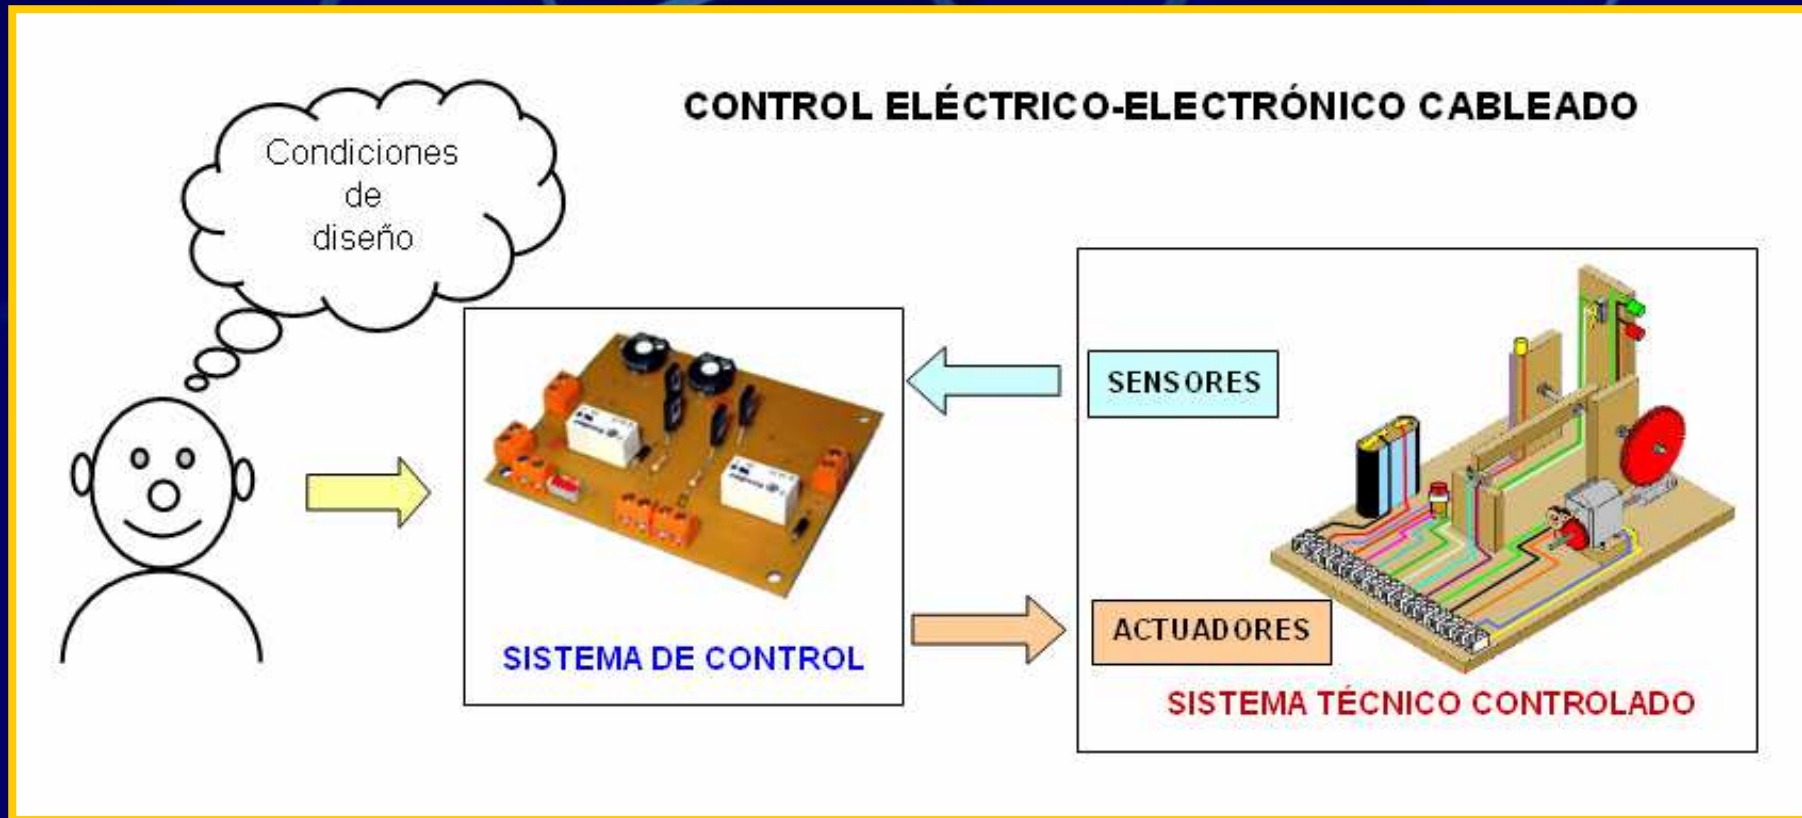 CONTROL ELÉCTRICO-ELECTRÓNICO CABLEADO
Condiciones
de
diseño
SENSORES
ACTUADORES
SISTEMA DE CONTROL
SISTEMA TÉCNICO CONTROLADO